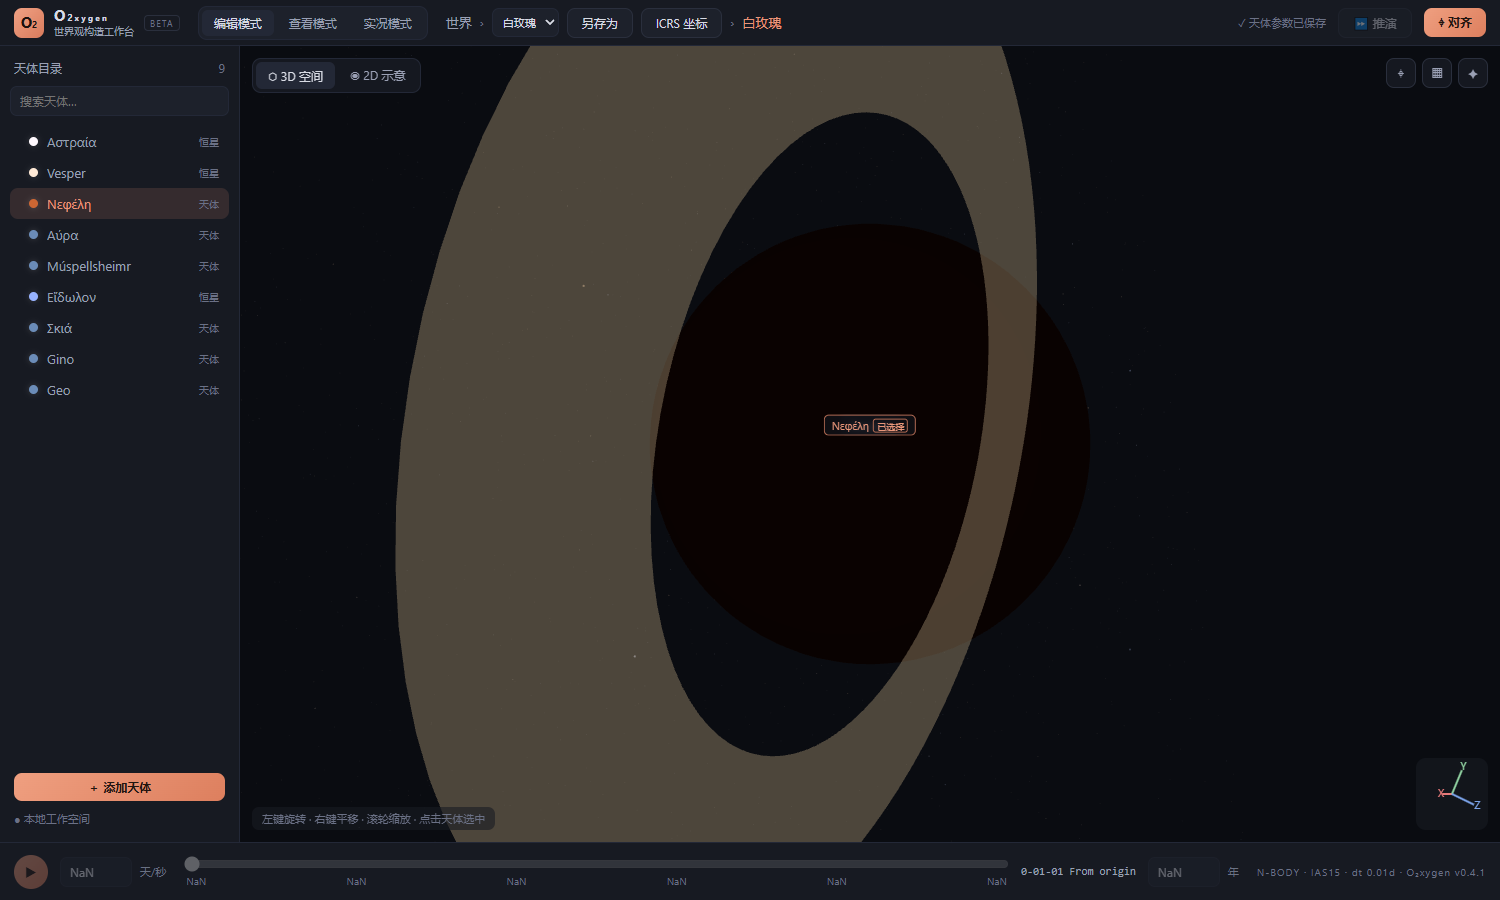 O₂ O₂xygen 世界观构造工作台 BETA 编辑模式 查看模式 实况模式 世界 › 白玫瑰 另存为 ICRS 坐标 › 白玫瑰 ✓ 天体参数已保存 推演 对齐
天体目录 9
搜索天体...
Αστραία 恒星
Vesper 恒星
Νεφέλη 天体
Αύρα 天体
Múspellsheimr 天体
Εἴδωλον 恒星
Σκιά 天体
Gino 天体
Geo 天体
+ 添加天体
本地工作空间
3D 空间 2D 示意
Νεφέλη 已选择
左键旋转 · 右键平移 · 滚轮缩放 · 点击天体选中
Y
X
Z
NaN 天/秒
NaN NaN NaN NaN NaN NaN
0-01-01 From origin NaN 年 N-BODY · IAS15 · dt 0.01d · O₂xygen v0.4.1